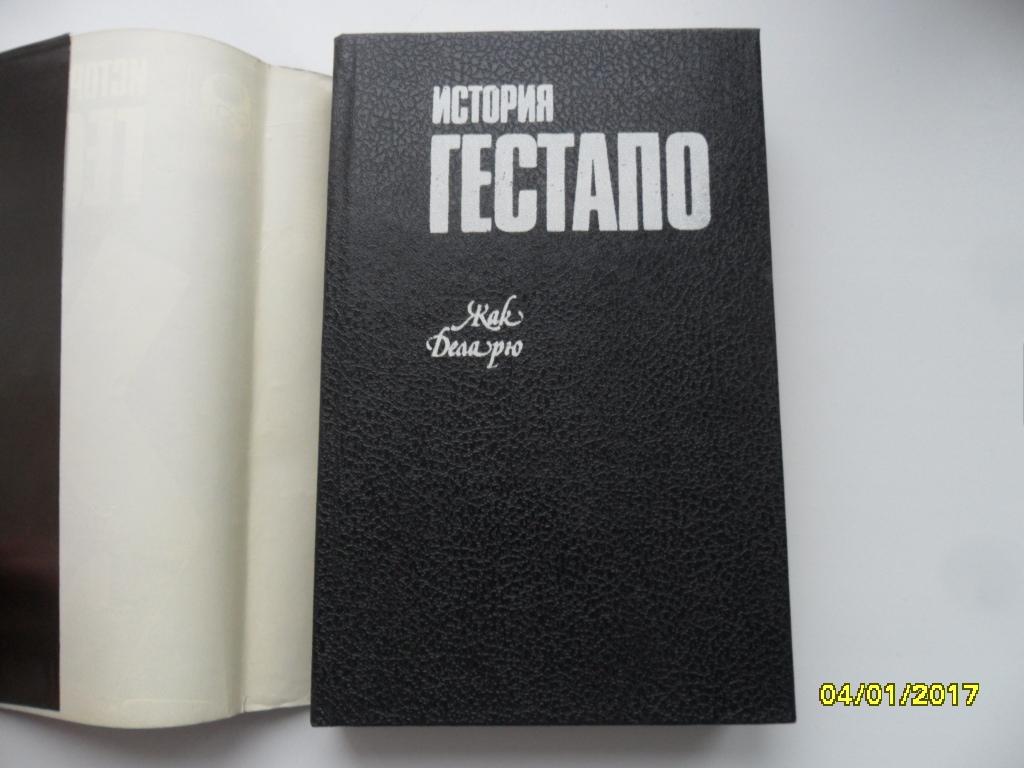 ИСТОРИЯ
ГЕСТАПО
Жак
Деларю
04/01/2017